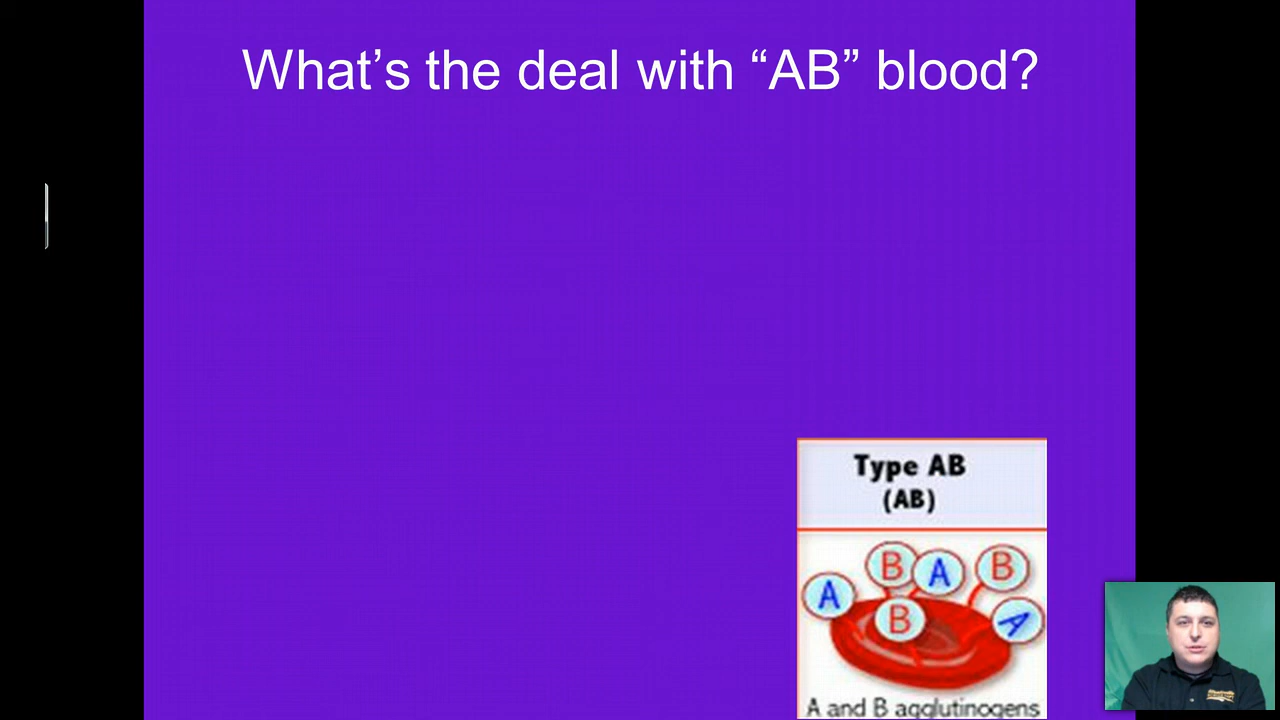 What’s the deal with “AB” blood?
Type AB
(AB)
B
A
B
A
B
A
A and B agglutinogens